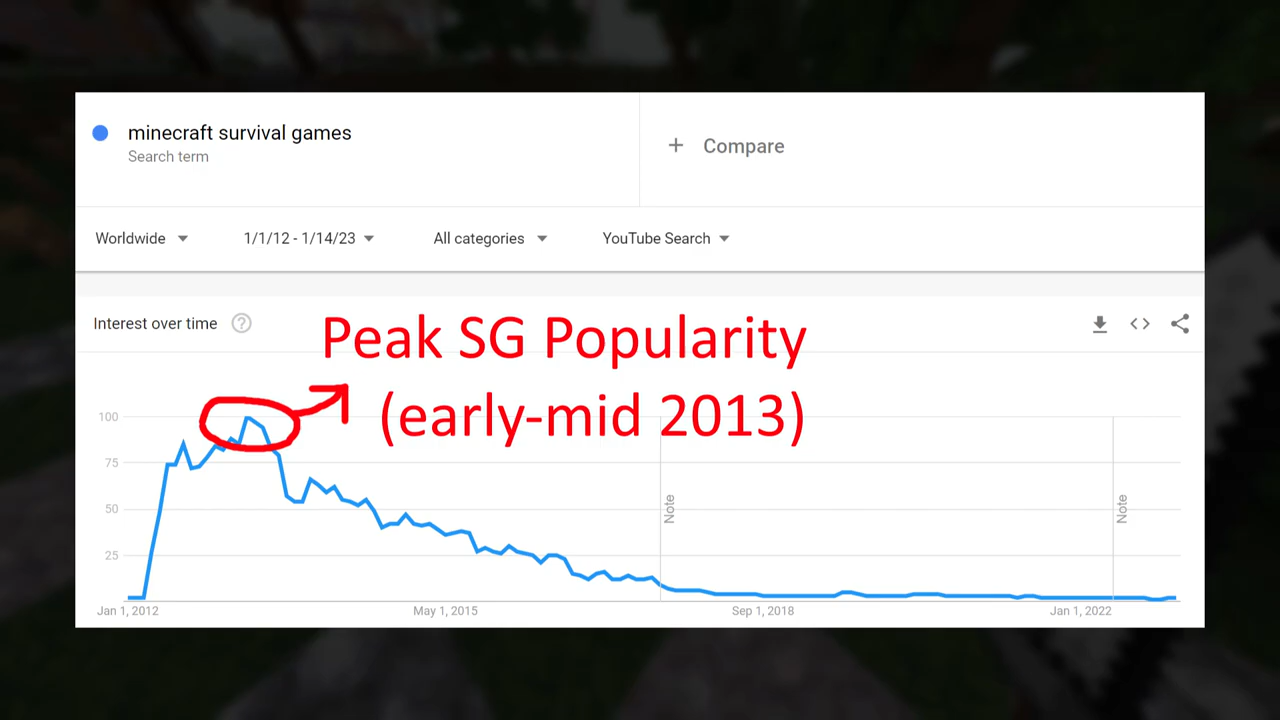 minecraft survival games
Search term
+ Compare
Worldwide
1/1/12 - 1/14/23
All categories
YouTube Search
Interest over time
?
Peak SG Popularity
(early-mid 2013)
100
75
50
25
Note
Note
Jan 1, 2012
May 1, 2015
Sep 1, 2018
Jan 1, 2022